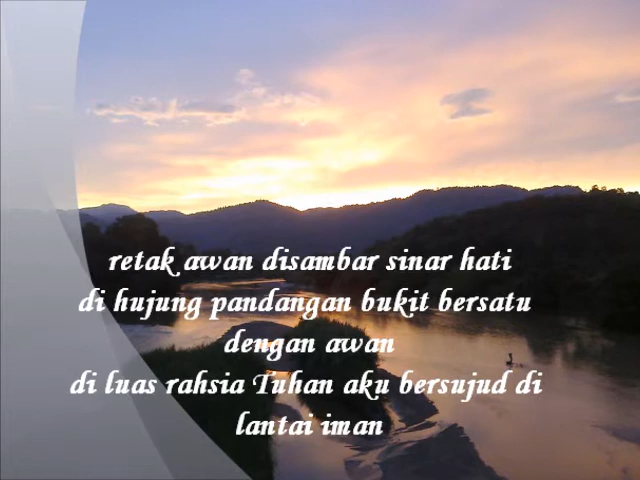 retak awan disambar sinar hati
di hujung pandangan bukit bersatu
dengan awan
di luas rahsia Tuhan aku bersujud di
lantai iman